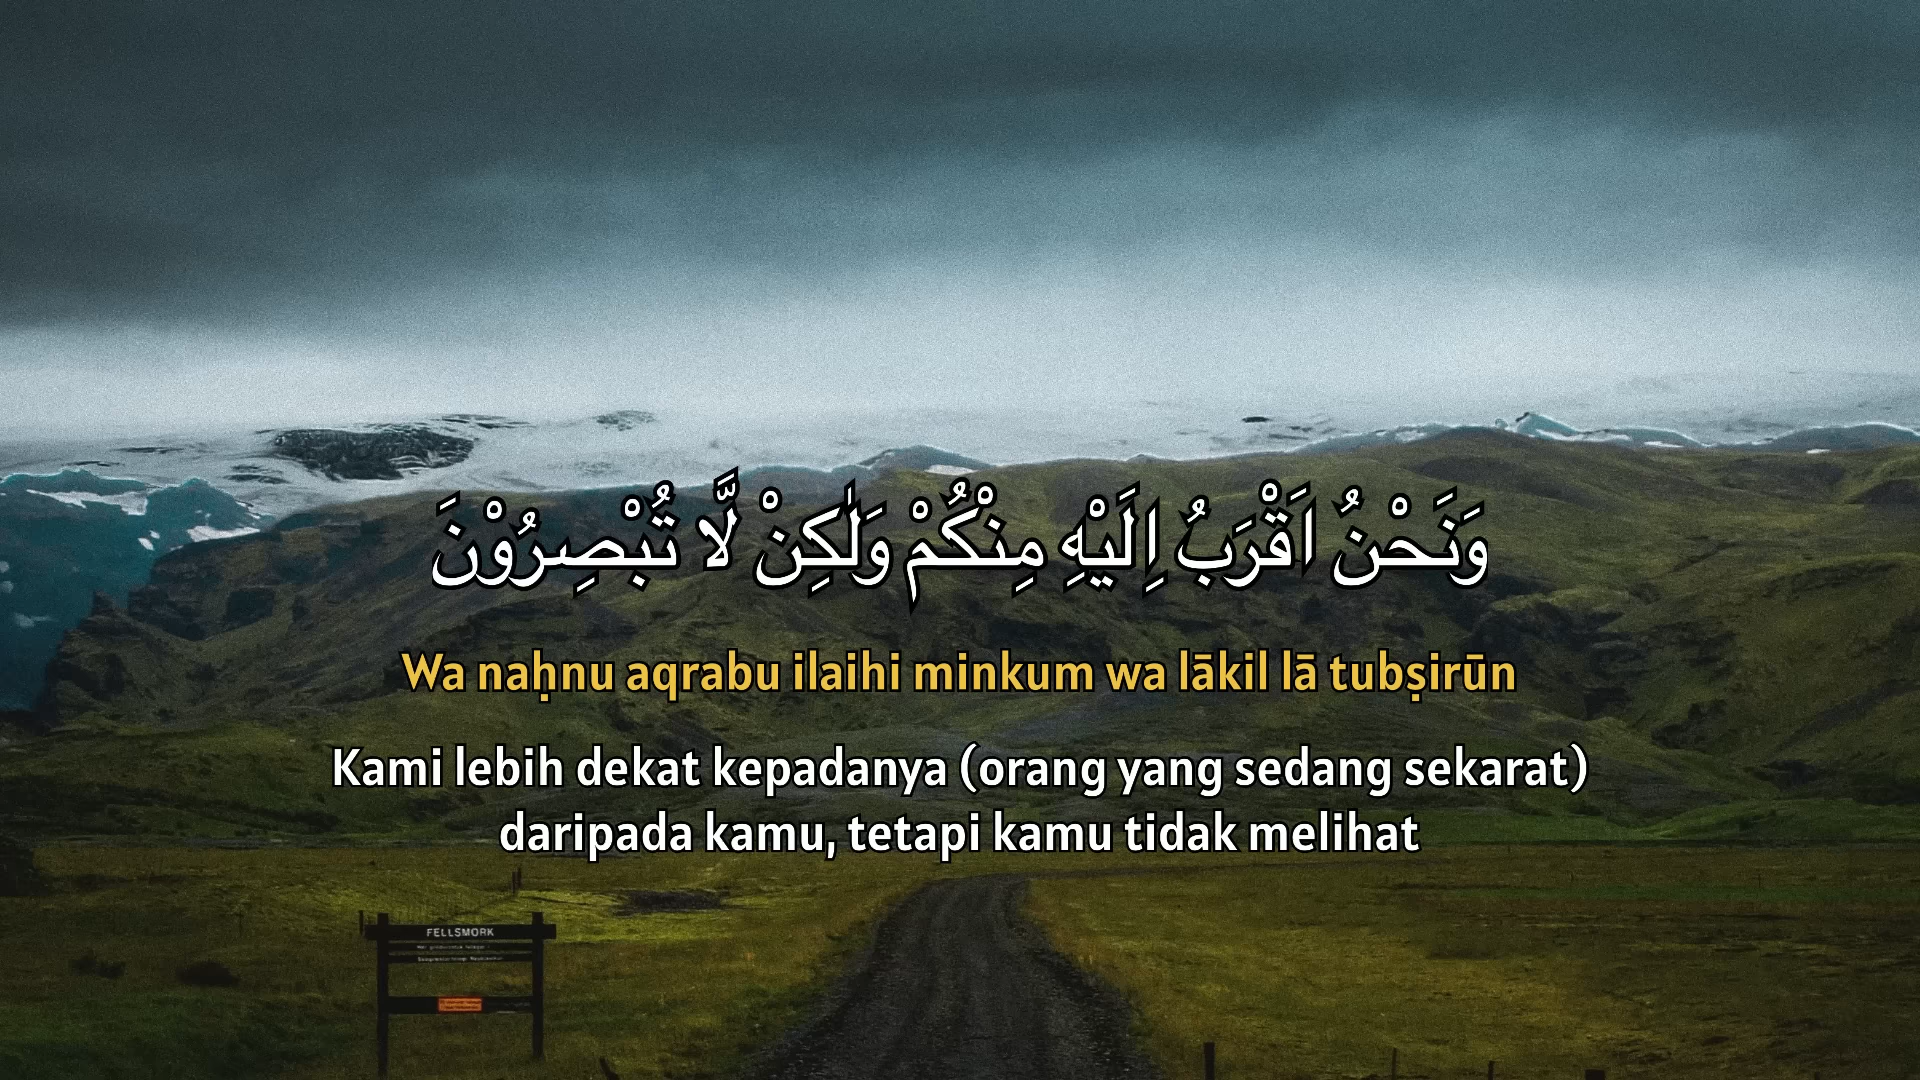 وَنَحْنُ اَقْرَبُ اِلَيْهِ مِنْكُمْ وَلٰكِنْ لَّا تُبْصِرُوْنَ
Wa naḥnu aqrabu ilaihi minkum wa lākil lā tubṣirūn
Kami lebih dekat kepadanya (orang yang sedang sekarat)
daripada kamu, tetapi kamu tidak melihat
FELLSMORK